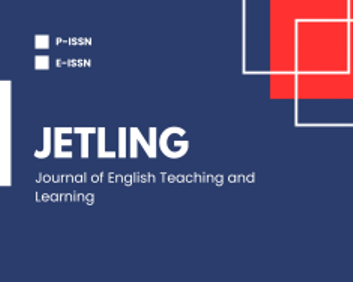 P-ISSN
E-ISSN
JETLING
Journal of English Teaching and
Learning